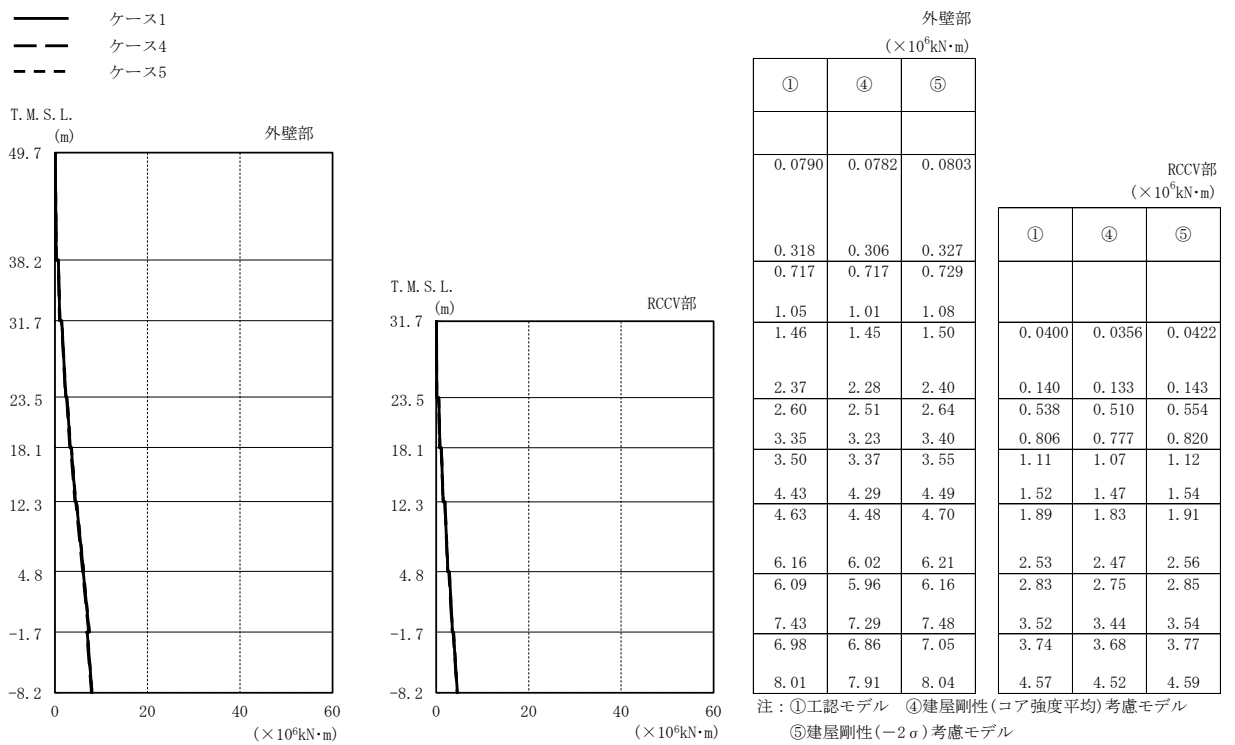 ケース1
ケース4
ケース5
T.M.S.L.
(m)
外壁部
49.7
38.2
31.7
23.5
18.1
12.3
4.8
-1.7
-8.2
0 20 40 60
(×10⁶kN・m)
T.M.S.L.
(m)
RCCV部
31.7
23.5
18.1
12.3
4.8
-1.7
-8.2
0 20 40 60
(×10⁶kN・m)
外壁部
(×10⁶kN・m)
① ④ ⑤
0.0790 0.0782 0.0803
0.318 0.306 0.327
0.717 0.717 0.729
1.05 1.01 1.08
1.46 1.45 1.50
2.37 2.28 2.40
2.60 2.51 2.64
3.35 3.23 3.40
3.50 3.37 3.55
4.43 4.29 4.49
4.63 4.48 4.70
6.16 6.02 6.21
6.09 5.96 6.16
7.43 7.29 7.48
6.98 6.86 7.05
8.01 7.91 8.04
RCCV部
(×10⁶kN・m)
① ④ ⑤
0.0400 0.0356 0.0422
0.140 0.133 0.143
0.538 0.510 0.554
0.806 0.777 0.820
1.11 1.07 1.12
1.52 1.47 1.54
1.89 1.83 1.91
2.53 2.47 2.56
2.83 2.75 2.85
3.52 3.44 3.54
3.74 3.68 3.77
4.57 4.52 4.59
注：①工認モデル ④建屋剛性(コア強度平均)考慮モデル
⑤建屋剛性(－2σ)考慮モデル